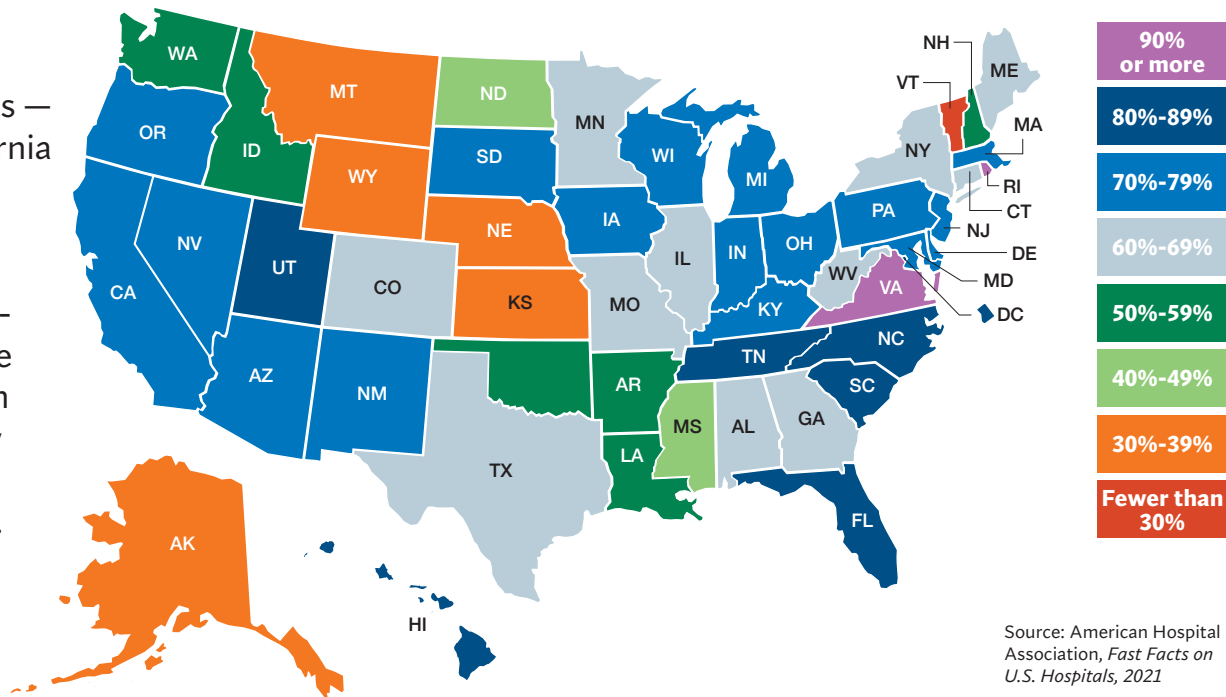 s —
rnia
–
e
n
WA
MT
ND
MN
NH
VT
ME
MA
OR
ID
WY
SD
WI
MI
NY
RI
CT
NV
UT
NE
IA
IL
IN
OH
PA
NJ
DE
MD
CA
CO
KS
MO
WV
VA
KY
DC
AZ
NM
TN
NC
AR
SC
MS
AL
GA
TX
LA
FL
AK
HI
90%
or more
80%-89%
70%-79%
60%-69%
50%-59%
40%-49%
30%-39%
Fewer than
30%
Source: American Hospital
Association, Fast Facts on
U.S. Hospitals, 2021